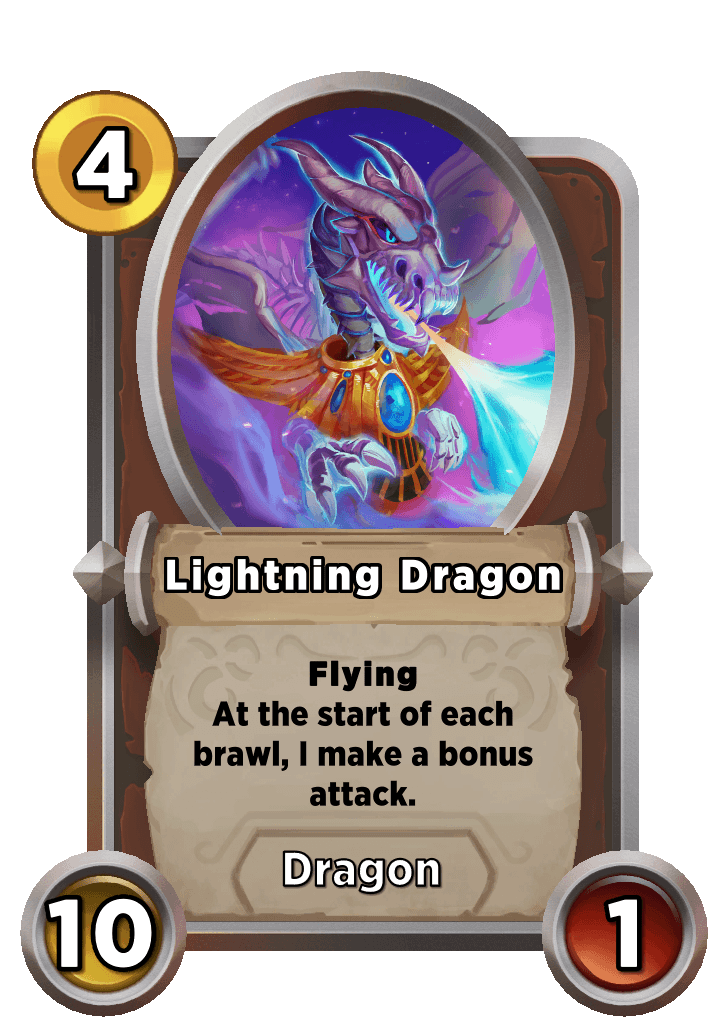 4
Lightning Dragon
Flying
At the start of each
brawl, I make a bonus
attack.
Dragon
10
1